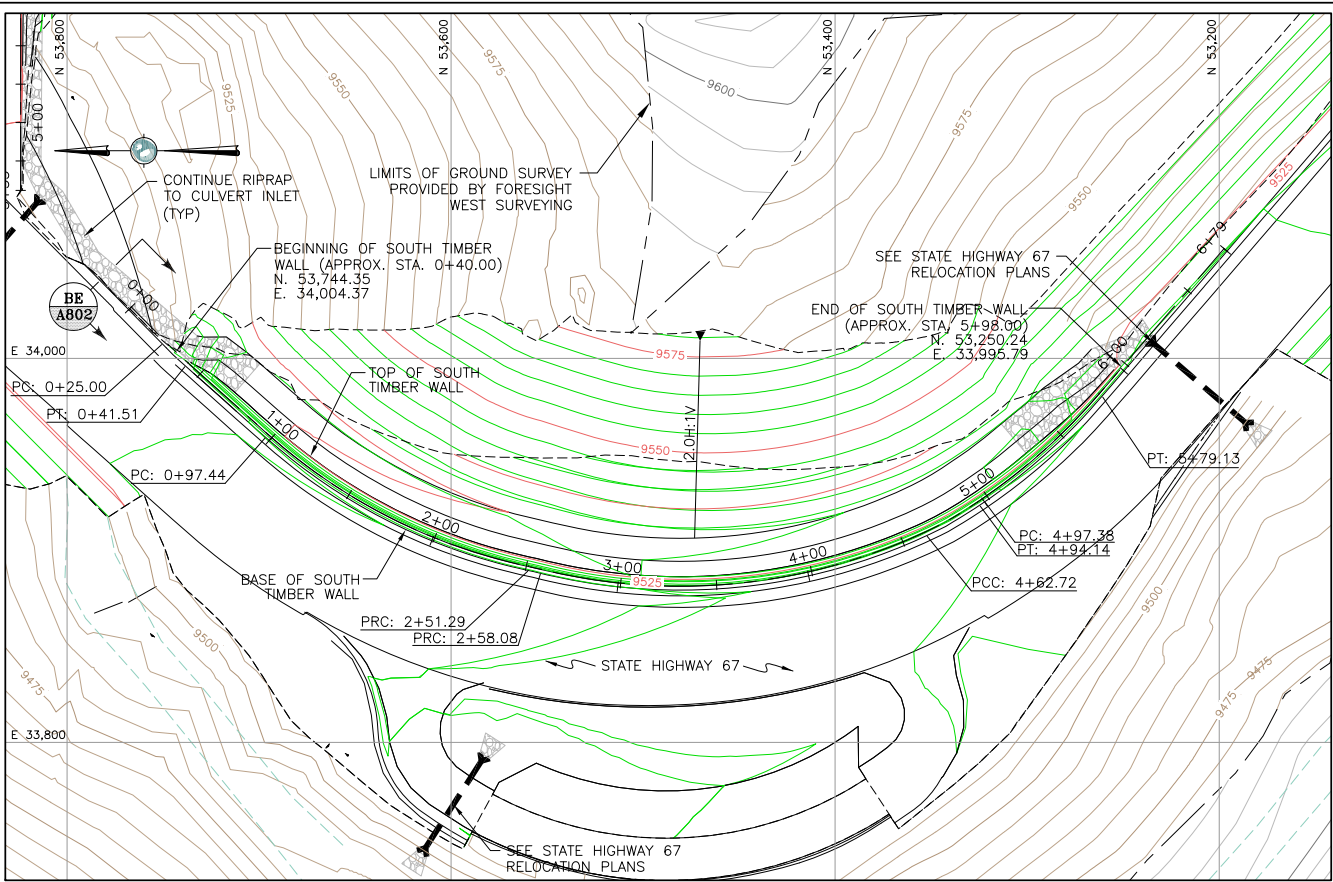 N 53,800
N 53,600
N 53,400
N 53,200
5+00
9525
9550
9575
9600
9575
9550
9525
CONTINUE RIPRAP
TO CULVERT INLET
(TYP)
LIMITS OF GROUND SURVEY
PROVIDED BY FORESIGHT
WEST SURVEYING
BEGINNING OF SOUTH TIMBER
WALL (APPROX. STA. 0+40.00)
N. 53,744.35
E. 34,004.37
SEE STATE HIGHWAY 67
RELOCATION PLANS
6+79
BE
A802
0+00
END OF SOUTH TIMBER WALL
(APPROX. STA. 5+98.00)
N. 53,250.24
E. 33,995.79
E 34,000
9575
6+00
PC: 0+25.00
PT: 0+41.51
TOP OF SOUTH
TIMBER WALL
1+00
2.0H:1V
9550
PC: 0+97.44
PT: 5+79.13
5+00
2+00
PC: 4+97.38
PT: 4+94.14
3+00
4+00
9525
BASE OF SOUTH
TIMBER WALL
PCC: 4+62.72
9500
PRC: 2+51.29
PRC: 2+58.08
9500
STATE HIGHWAY 67
9475
9475
9475
E 33,800
SEE STATE HIGHWAY 67
RELOCATION PLANS